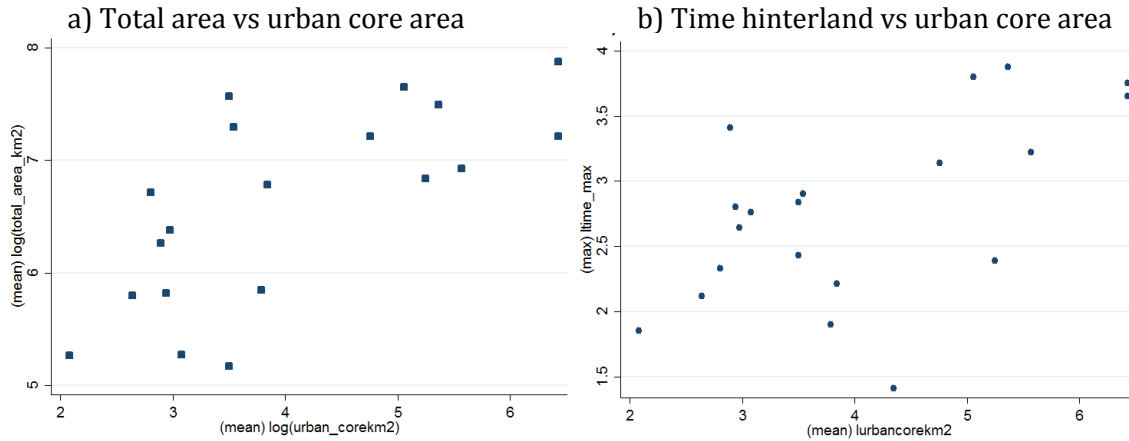 a) Total area vs urban core area
8
7
6
5
(mean) log(total_area_km2)
2 3 4 5 6
(mean) log(urban_corekm2)
b) Time hinterland vs urban core area
4
3.5
3
2.5
2
1.5
(max) ltime_max
2 3 4 5 6
(mean) lurbancorekm2